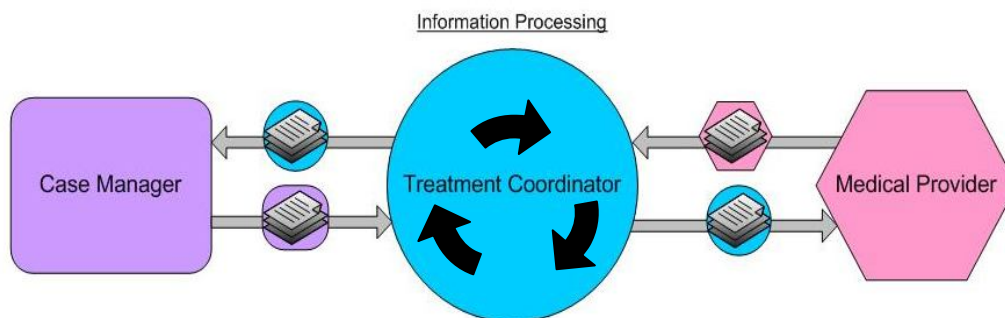 Information Processing
Case Manager
Treatment Coordinator
Medical Provider